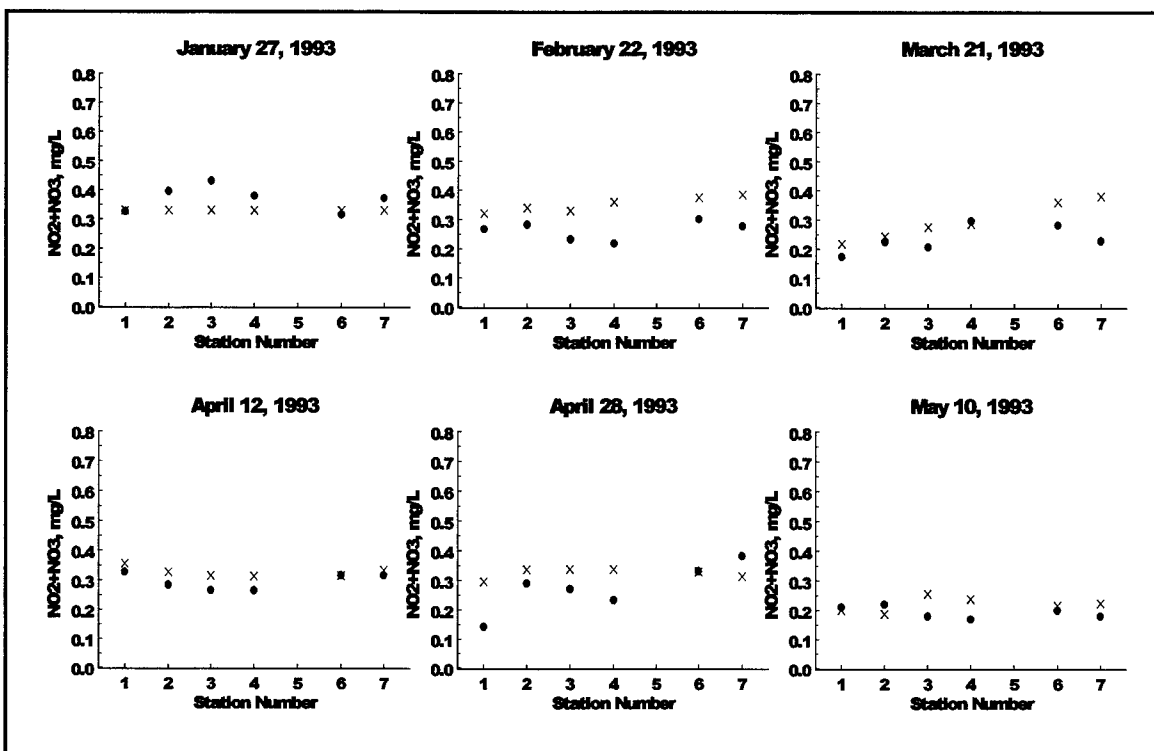 January 27, 1993
NO2+NO3, mg/L
0.8
0.7
0.6
0.5
0.4
0.3
0.2
0.1
0.0
1 2 3 4 5 6 7
Station Number
February 22, 1993
NO2+NO3, mg/L
0.8
0.7
0.6
0.5
0.4
0.3
0.2
0.1
0.0
1 2 3 4 5 6 7
Station Number
March 21, 1993
NO2+NO3, mg/L
0.8
0.7
0.6
0.5
0.4
0.3
0.2
0.1
0.0
1 2 3 4 5 6 7
Station Number
April 12, 1993
NO2+NO3, mg/L
0.8
0.7
0.6
0.5
0.4
0.3
0.2
0.1
0.0
1 2 3 4 5 6 7
Station Number
April 28, 1993
NO2+NO3, mg/L
0.8
0.7
0.6
0.5
0.4
0.3
0.2
0.1
0.0
1 2 3 4 5 6 7
Station Number
May 10, 1993
NO2+NO3, mg/L
0.8
0.7
0.6
0.5
0.4
0.3
0.2
0.1
0.0
1 2 3 4 5 6 7
Station Number